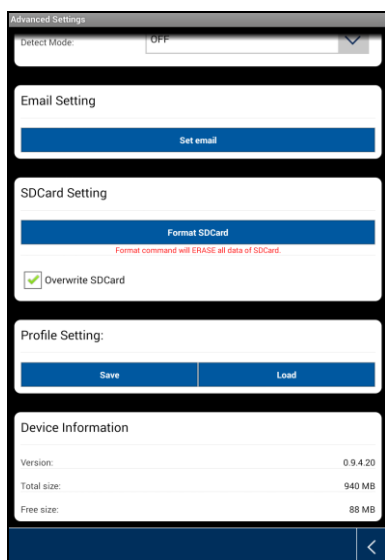 Advanced Settings
Detect Mode: OFF
Email Setting
Set email
SDCard Setting
Format SDCard
Format command will ERASE all data of SDCard.
Overwrite SDCard
Profile Setting:
Save Load
Device Information
Version: 0.9.4.20
Total size: 940 MB
Free size: 88 MB